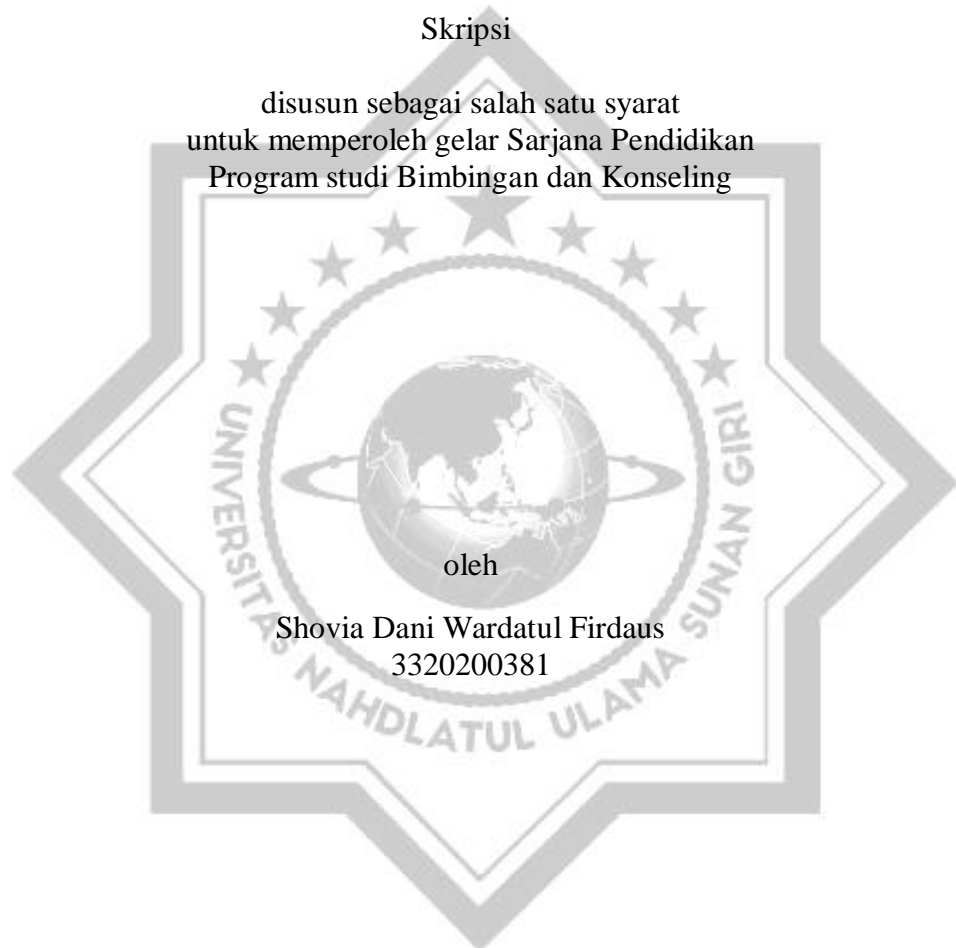 Skripsi
disusun sebagai salah satu syarat
untuk memperoleh gelar Sarjana Pendidikan
Program studi Bimbingan dan Konseling
oleh
Shovia Dani Wardatul Firdaus
3320200381
UNIVERSITAS NAHDLATUL ULAMA SUNAN GIRI